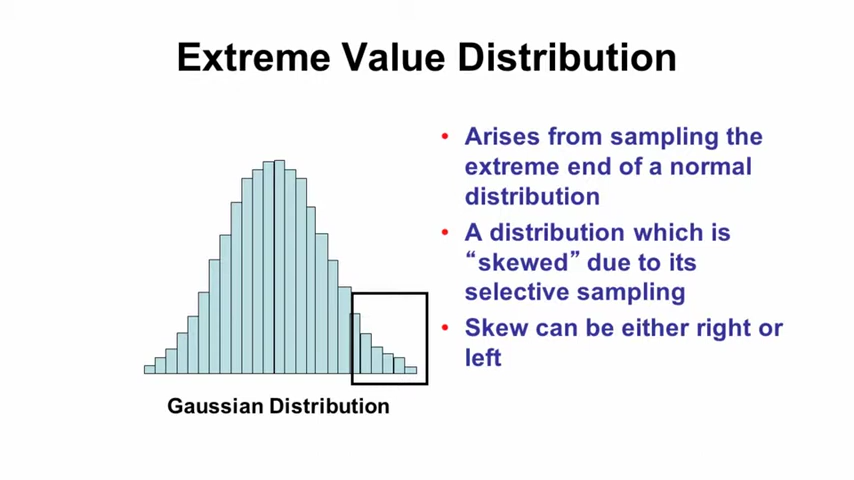 Extreme Value Distribution
• Arises from sampling the
extreme end of a normal
distribution
• A distribution which is
“skewed” due to its
selective sampling
• Skew can be either right or
left
Gaussian Distribution